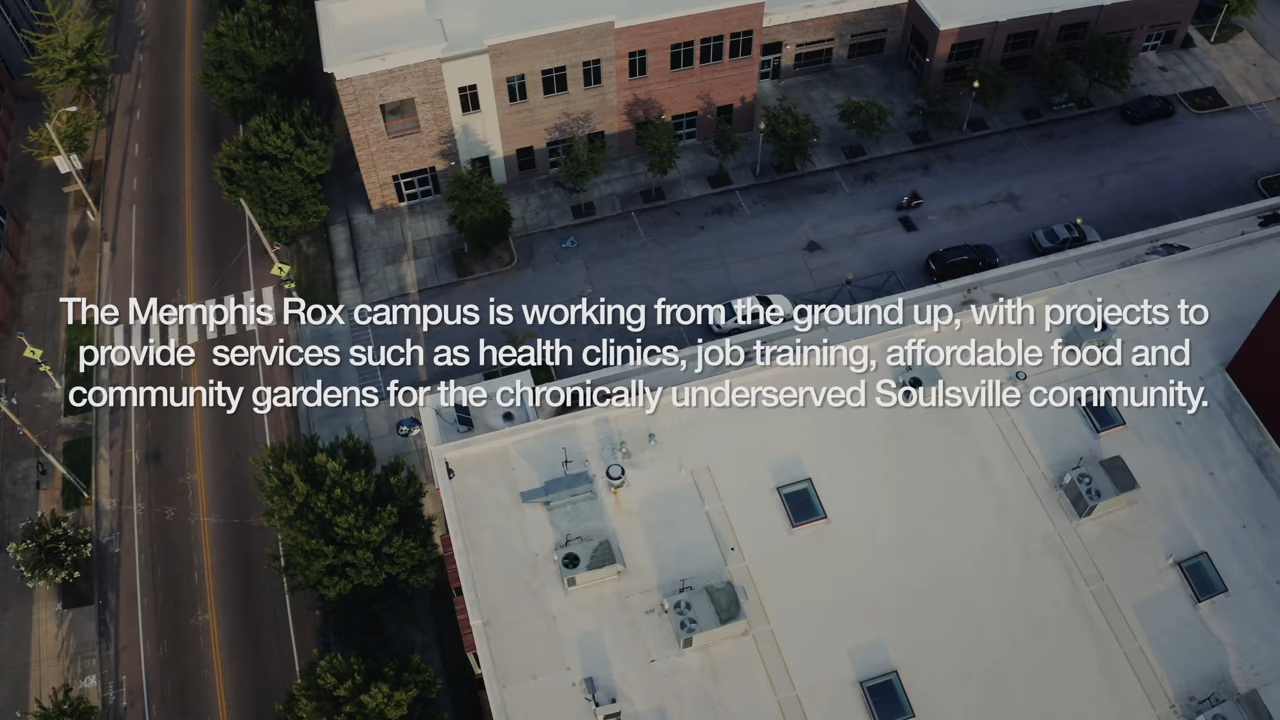 The Memphis Rox campus is working from the ground up, with projects to
provide  services such as health clinics, job training, affordable food and
community gardens for the chronically underserved Soulsville community.